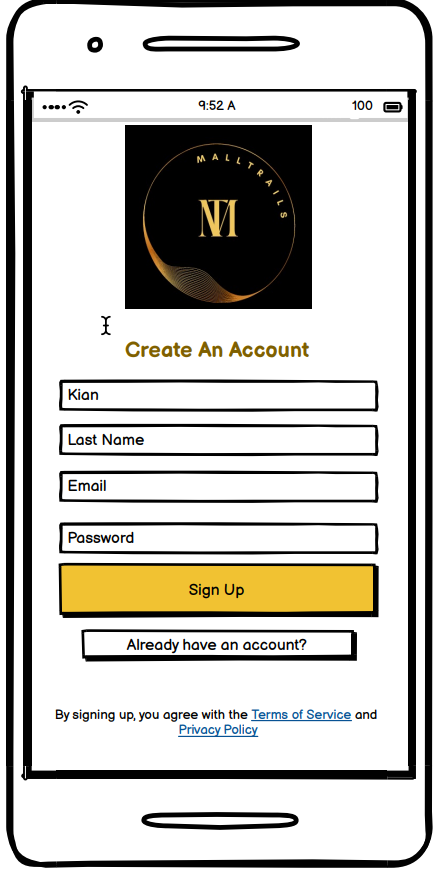 9:52 A
100
MALLTRAILS
Create An Account
Kian
Last Name
Email
Password
Sign Up
Already have an account?
By signing up, you agree with the Terms of Service and
Privacy Policy